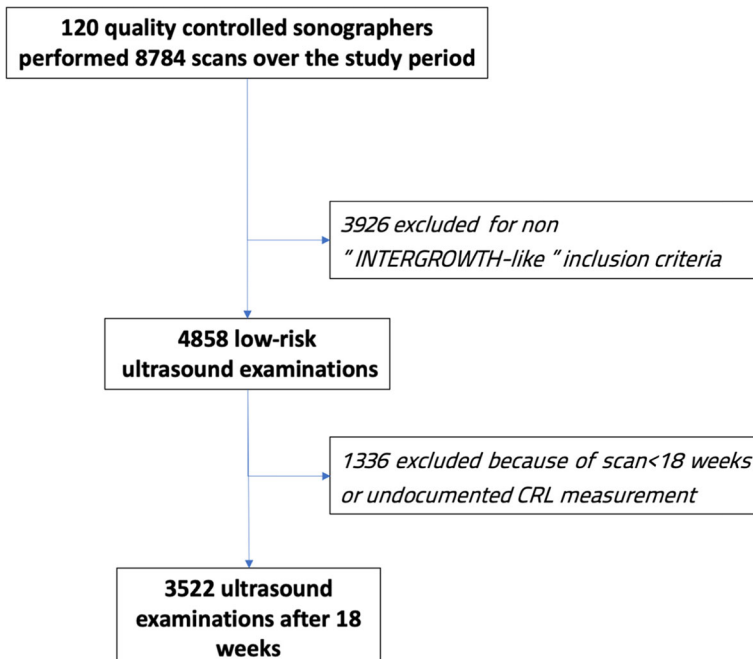 120 quality controlled sonographers
performed 8784 scans over the study period
3926 excluded for non
“INTERGROWTH-like “ inclusion criteria
4858 low-risk
ultrasound examinations
1336 excluded because of scan<18 weeks
or undocumented CRL measurement
3522 ultrasound
examinations after 18
weeks